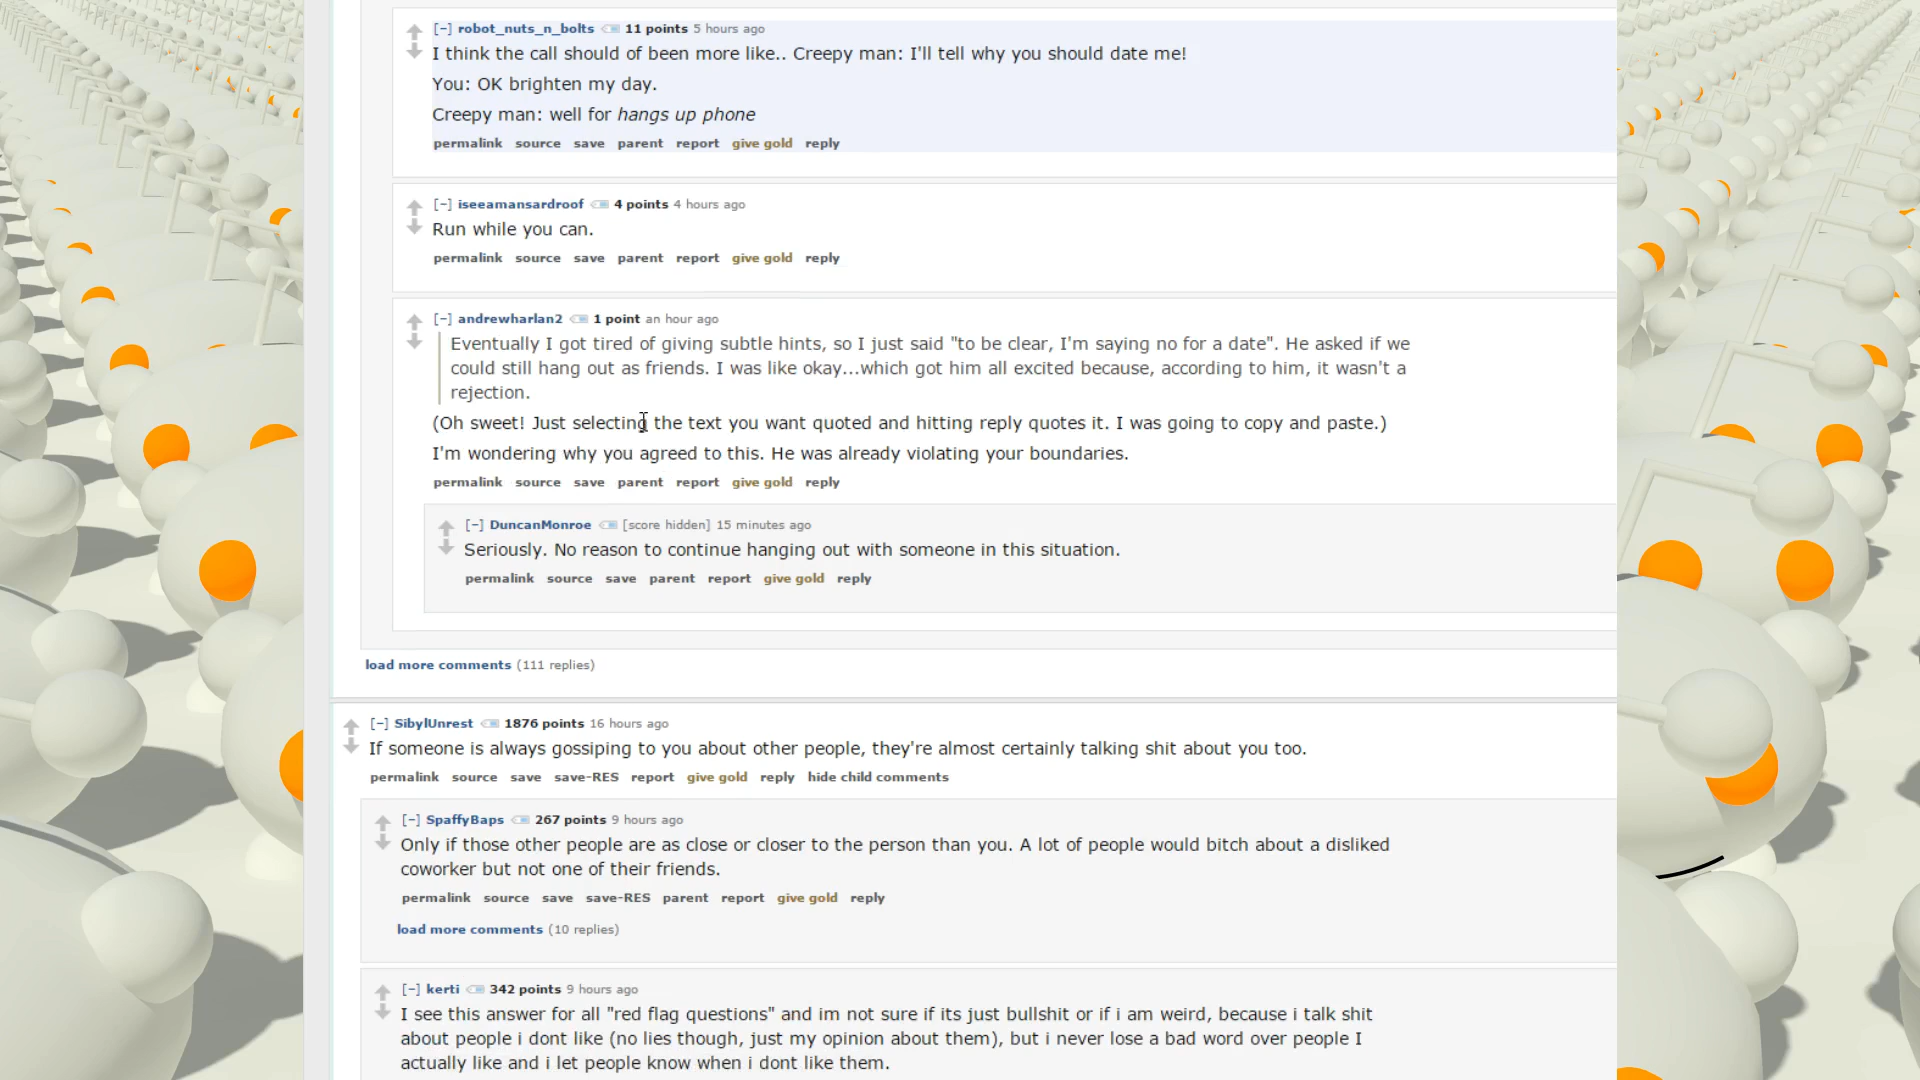 [−] robot_nuts_n_bolts 11 points 5 hours ago
I think the call should of been more like.. Creepy man: I'll tell why you should date me!
You: OK brighten my day.
Creepy man: well for hangs up phone
permalink source save parent report give gold reply
[−] iseeamansardroof 4 points 4 hours ago
Run while you can.
permalink source save parent report give gold reply
[−] andrewharlan2 1 point an hour ago
Eventually I got tired of giving subtle hints, so I just said "to be clear, I'm saying no for a date". He asked if we
could still hang out as friends. I was like okay...which got him all excited because, according to him, it wasn't a
rejection.
(Oh sweet! Just selecting the text you want quoted and hitting reply quotes it. I was going to copy and paste.)
I'm wondering why you agreed to this. He was already violating your boundaries.
permalink source save parent report give gold reply
[−] DuncanMonroe [score hidden] 15 minutes ago
Seriously. No reason to continue hanging out with someone in this situation.
permalink source save parent report give gold reply
load more comments (111 replies)
[−] SibylUnrest 1876 points 16 hours ago
If someone is always gossiping to you about other people, they're almost certainly talking shit about you too.
permalink source save save-RES report give gold reply hide child comments
[−] SpaffyBaps 267 points 9 hours ago
Only if those other people are as close or closer to the person than you. A lot of people would bitch about a disliked
coworker but not one of their friends.
permalink source save save-RES parent report give gold reply
load more comments (10 replies)
[−] kerti 342 points 9 hours ago
I see this answer for all "red flag questions" and im not sure if its just bullshit or if i am weird, because i talk shit
about people i dont like (no lies though, just my opinion about them), but i never lose a bad word over people I
actually like and i let people know when i dont like them.